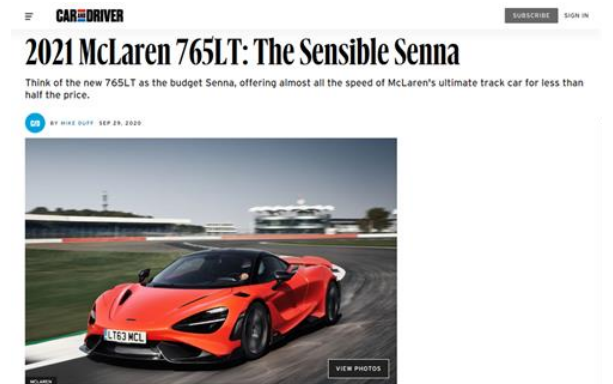 CAR AND DRIVER
SUBSCRIBE SIGN IN
2021 McLaren 765LT: The Sensible Senna
Think of the new 765LT as the budget Senna, offering almost all the speed of McLaren's ultimate track car for less than
half the price.
BY MIKE DUFF SEP 29, 2020
LT63 MCL
VIEW PHOTOS
MCLAREN